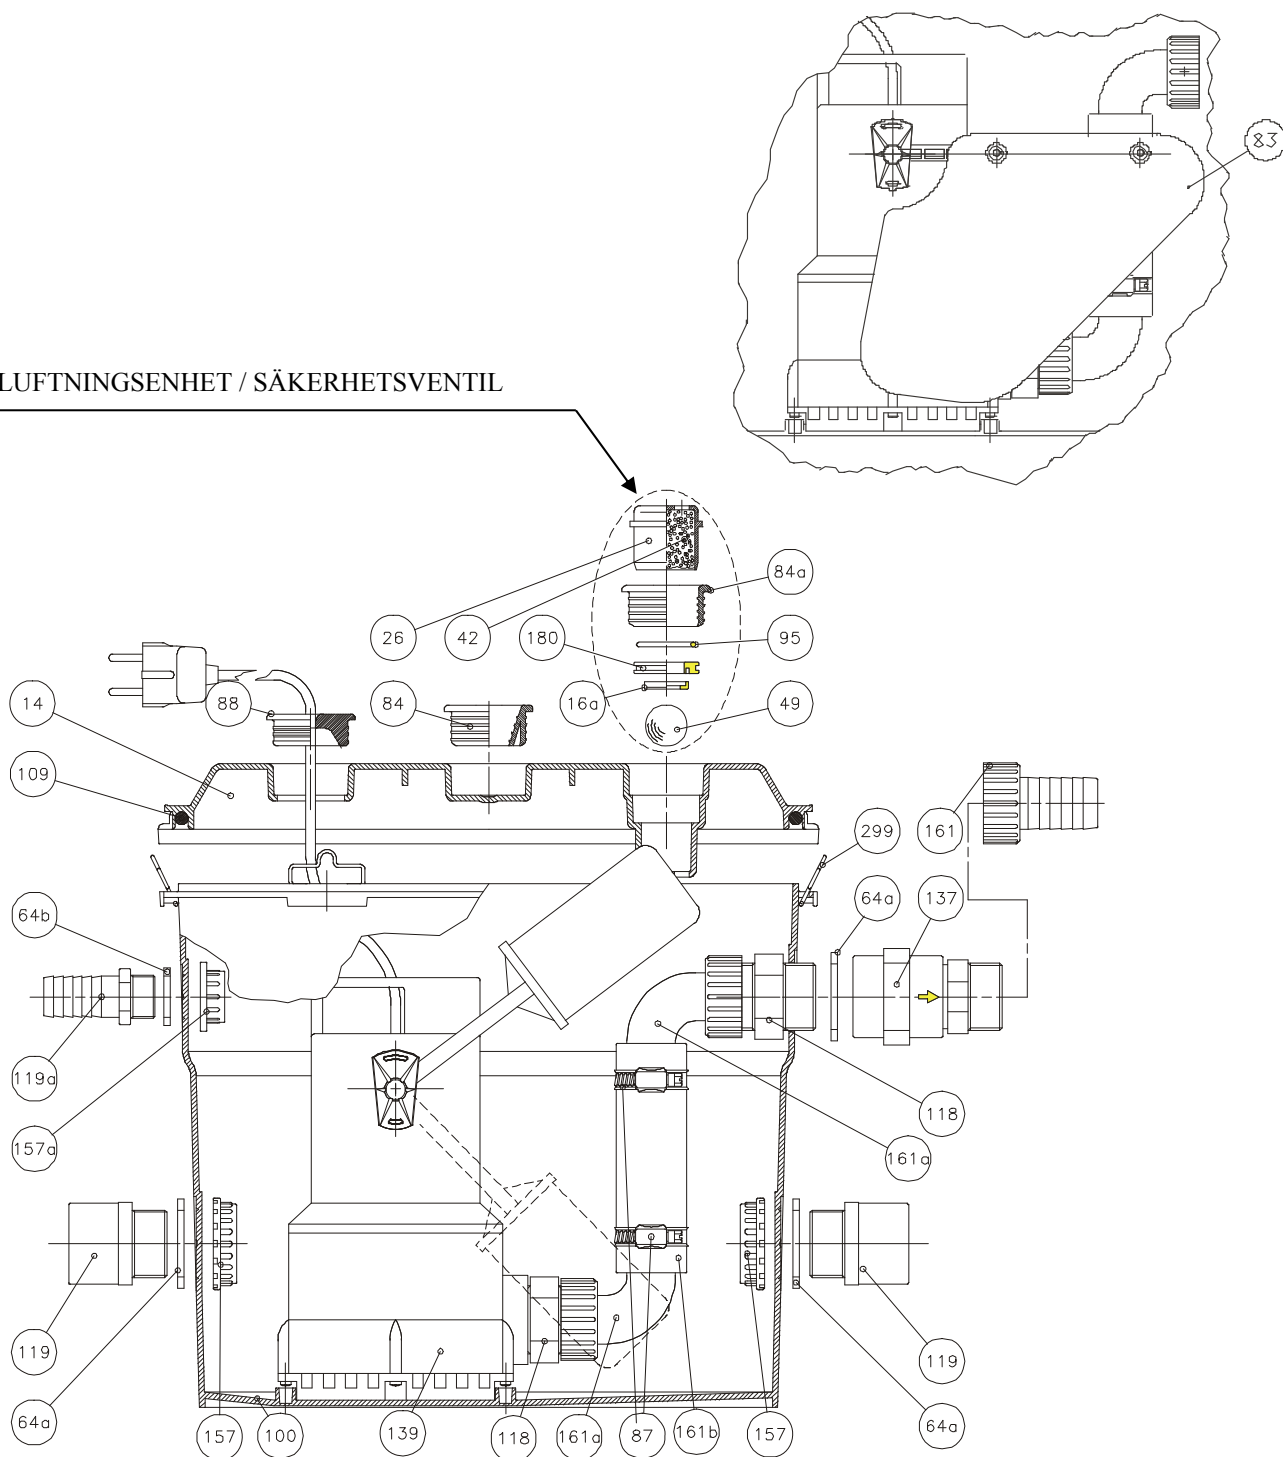 83
LUFTNINGSENHET / SÄKERHETSVENTIL
84a
26 42 180 95
14 88 84 16a 49
109 161
299
64b 64a 137
119a 118
157a 161a
119 119
64a 157 100 139 118 161a 87 161b 157 64a